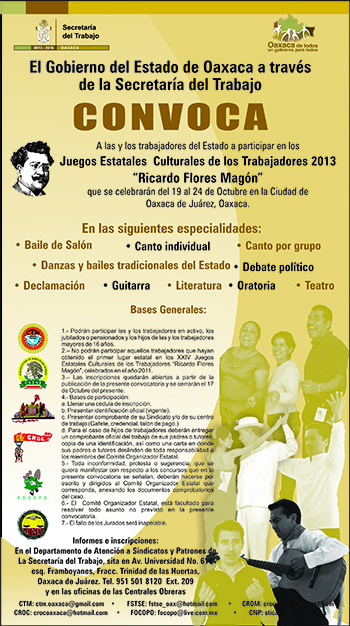 Secretaría
del Trabajo
2010 - 2016 OAXACA
Oaxaca de todos
un gobierno para todos
El Gobierno del Estado de Oaxaca a través
de la Secretaría del Trabajo
CONVOCA
A las y los trabajadores del Estado a participar en los
Juegos Estatales Culturales de los Trabajadores 2013
"Ricardo Flores Magón"
que se celebrarán del 19 al 24 de Octubre en la Ciudad de
Oaxaca de Juárez, Oaxaca.
En las siguientes especialidades:
• Baile de Salón • Canto individual • Canto por grupo
• Danzas y bailes tradicionales del Estado • Debate político
• Declamación • Guitarra • Literatura • Oratoria • Teatro
Bases Generales:
1.- Podrán participar las y los trabajadores en activo, los
jubilados o pensionados y los hijos de las y los trabajadores
mayores de 16 años.
2.– No podrán participar aquellos trabajadores que hayan
obtenido el primer lugar estatal en los XXIV Juegos
Estatales Culturales de los Trabajadores "Ricardo Flores
Magón", celebrados en el año 2011.
3.– Las inscripciones quedarán abiertas a partir de la
publicación de la presente convocatoria y se cerrarán el 17
de Octubre del presente.
4.- Bases de participación:
a. Llenar una cédula de inscripción.
b. Presentar identificación oficial (vigente).
c. Presentar comprobante de su Sindicato y/o de su centro
de trabajo (Gafete, credencial, talón de pago.)
d. Para el caso de hijos de trabajadores deberán entregar
un comprobante oficial del trabajo de sus padres o tutores,
copia de una identificación, así como una carta en donde
sus padres o tutores deslinden de toda responsabilidad a
los miembros del Comité Organizador Estatal.
5.- Toda inconformidad, protesta o sugerencia, que se
quiera manifestar con respecto a los concursos que en la
presente convocatoria se señalan, deberán hacerse por
escrito y dirigidos al Comité Organizador Estatal que
corresponda, anexando los documentos comprobatorios
del caso.
6.- El Comité Organizador Estatal, está facultado para
resolver todo asunto no previsto en la presente
convocatoria.
7.- El fallo de los Jurados será inapelable.
CROC
FOCOPO
Informes e inscripciones:
En el Departamento de Atención a Sindicatos y Patrones de
La Secretaría del Trabajo, sito en Av. Universidad No.
esq. Framboyanes, Fracc. Trinidad de las Huertas,
Oaxaca de Juárez. Tel. 951 501 8120 Ext. 209
y en las oficinas de las Centrales Obreras
CTM: ctm.oaxaca@gmail.com • FSTSE: fstse_oax@hotmail.com • CROM:
CROC: crocoaxaca@hotmail.com • FOCOPO: focopo@live.com.mx • CNP: